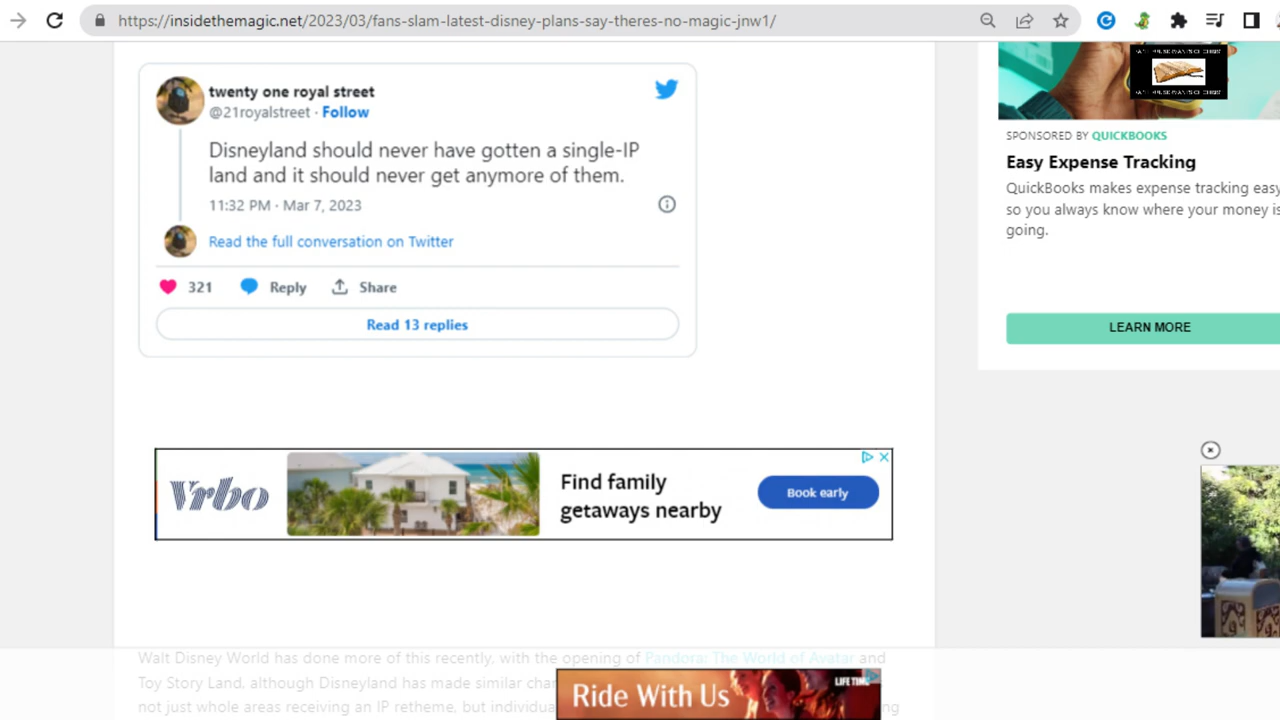 https://insidethemagic.net/2023/03/fans-slam-latest-disney-plans-say-theres-no-magic-jnw1/
twenty one royal street
@21royalstreet · Follow
Disneyland should never have gotten a single-IP
land and it should never get anymore of them.
11:32 PM · Mar 7, 2023
Read the full conversation on Twitter
321 Reply Share
Read 13 replies
SPONSORED BY QUICKBOOKS
Easy Expense Tracking
QuickBooks makes expense tracking easy
so you always know where your money is
going.
LEARN MORE
Vrbo
Find family
getaways nearby
Book early
Walt Disney World has done more of this recently, with the opening of Pandora: The World of Avatar and
Toy Story Land, although Disneyland has made similar
not just whole areas receiving an IP retheme, but
Ride With Us
LIFETIME